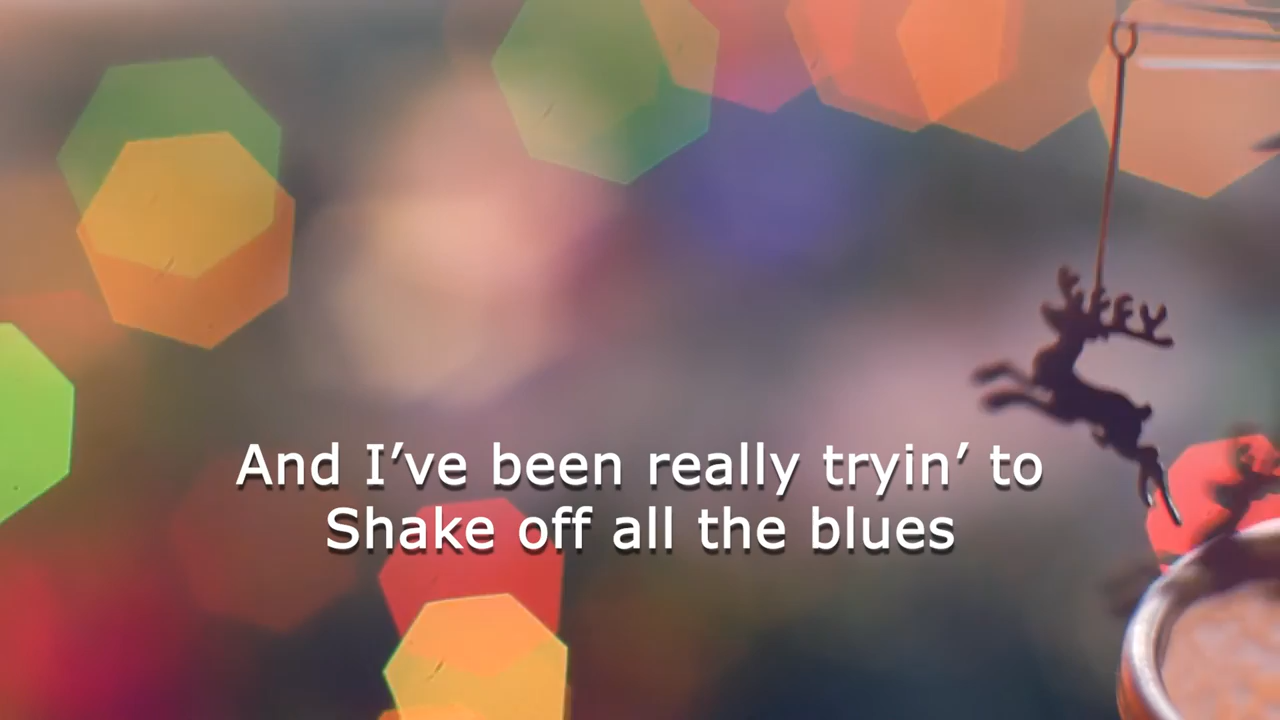 And I’ve been really tryin’ to
Shake off all the blues